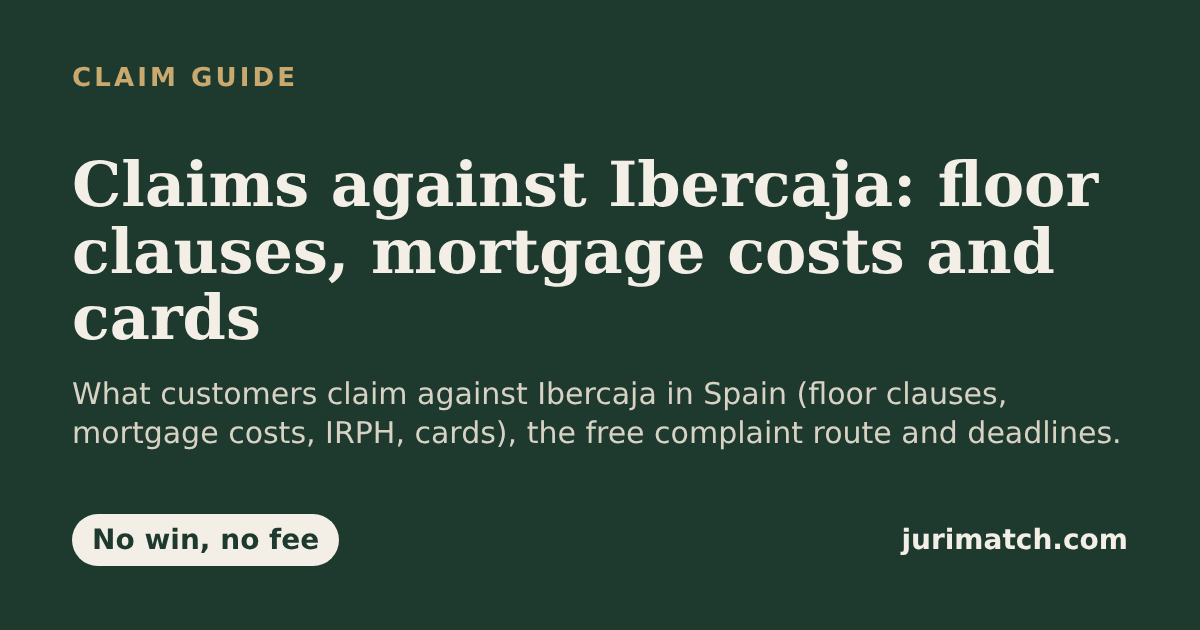 CLAIM GUIDE
Claims against Ibercaja: floor
clauses, mortgage costs and
cards
What customers claim against Ibercaja in Spain (floor clauses,
mortgage costs, IRPH, cards), the free complaint route and deadlines.
No win, no fee
jurimatch.com